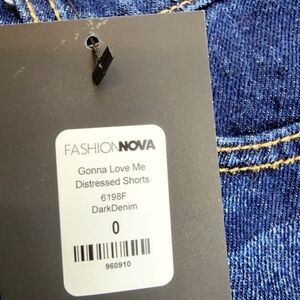 FASHIONNOVA
Gonna Love Me
Distressed Shorts
6198F
DarkDenim
0
960910